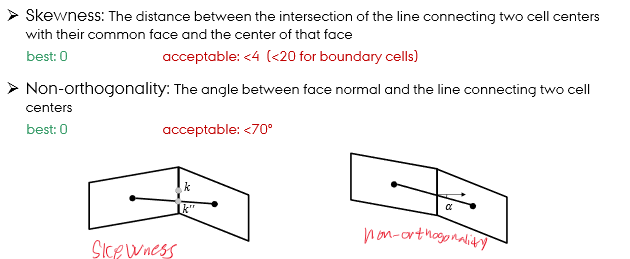 ➢ Skewness: The distance between the intersection of the line connecting two cell centers
with their common face and the center of that face
best: 0 acceptable: <4 (<20 for boundary cells)
➢ Non-orthogonality: The angle between face normal and the line connecting two cell
centers
best: 0 acceptable: <70°
k
k''
α
Skewness
Non-orthogonality